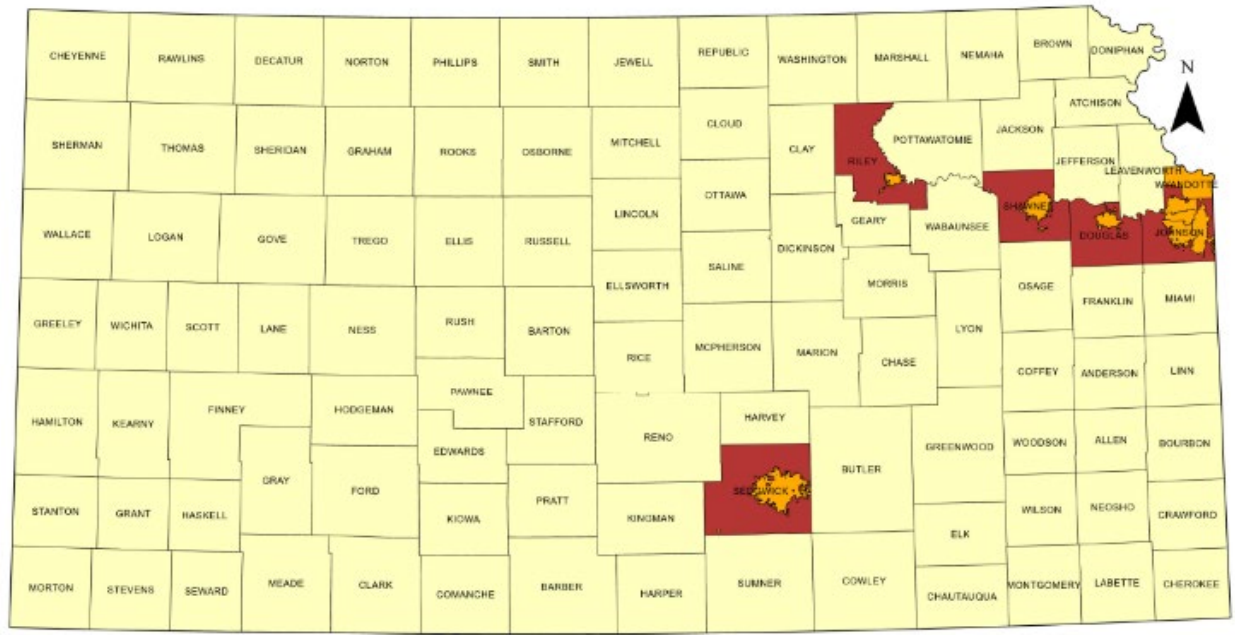 CHEYENNE RAWLINS DECATUR NORTON PHILLIPS SMITH JEWELL REPUBLIC WASHINGTON MARSHALL NEMAHA BROWN DONIPHAN
N
SHERMAN THOMAS SHERIDAN GRAHAM ROOKS OSBORNE MITCHELL CLOUD CLAY RILEY POTTAWATOMIE JACKSON ATCHISON
JEFFERSON LEAVENWORTH
WYANDOTTE
WALLACE LOGAN GOVE TREGO ELLIS RUSSELL LINCOLN OTTAWA DICKINSON GEARY WABAUNSEE SHAWNEE DOUGLAS JOHNSON
ELLSWORTH SALINE MORRIS OSAGE FRANKLIN MIAMI
GREELEY WICHITA SCOTT LANE NESS RUSH BARTON RICE MCPHERSON MARION CHASE LYON COFFEY ANDERSON LINN
PAWNEE
HAMILTON KEARNY FINNEY HODGEMAN STAFFORD RENO HARVEY
EDWARDS BUTLER GREENWOOD WOODSON ALLEN BOURBON
GRAY FORD PRATT SEDGWICK
STANTON GRANT HASKELL KIOWA KINGMAN ELK WILSON NEOSHO CRAWFORD
MORTON STEVENS SEWARD MEADE CLARK COMANCHE BARBER HARPER SUMNER COWLEY CHAUTAUQUA MONTGOMERY LABETTE CHEROKEE